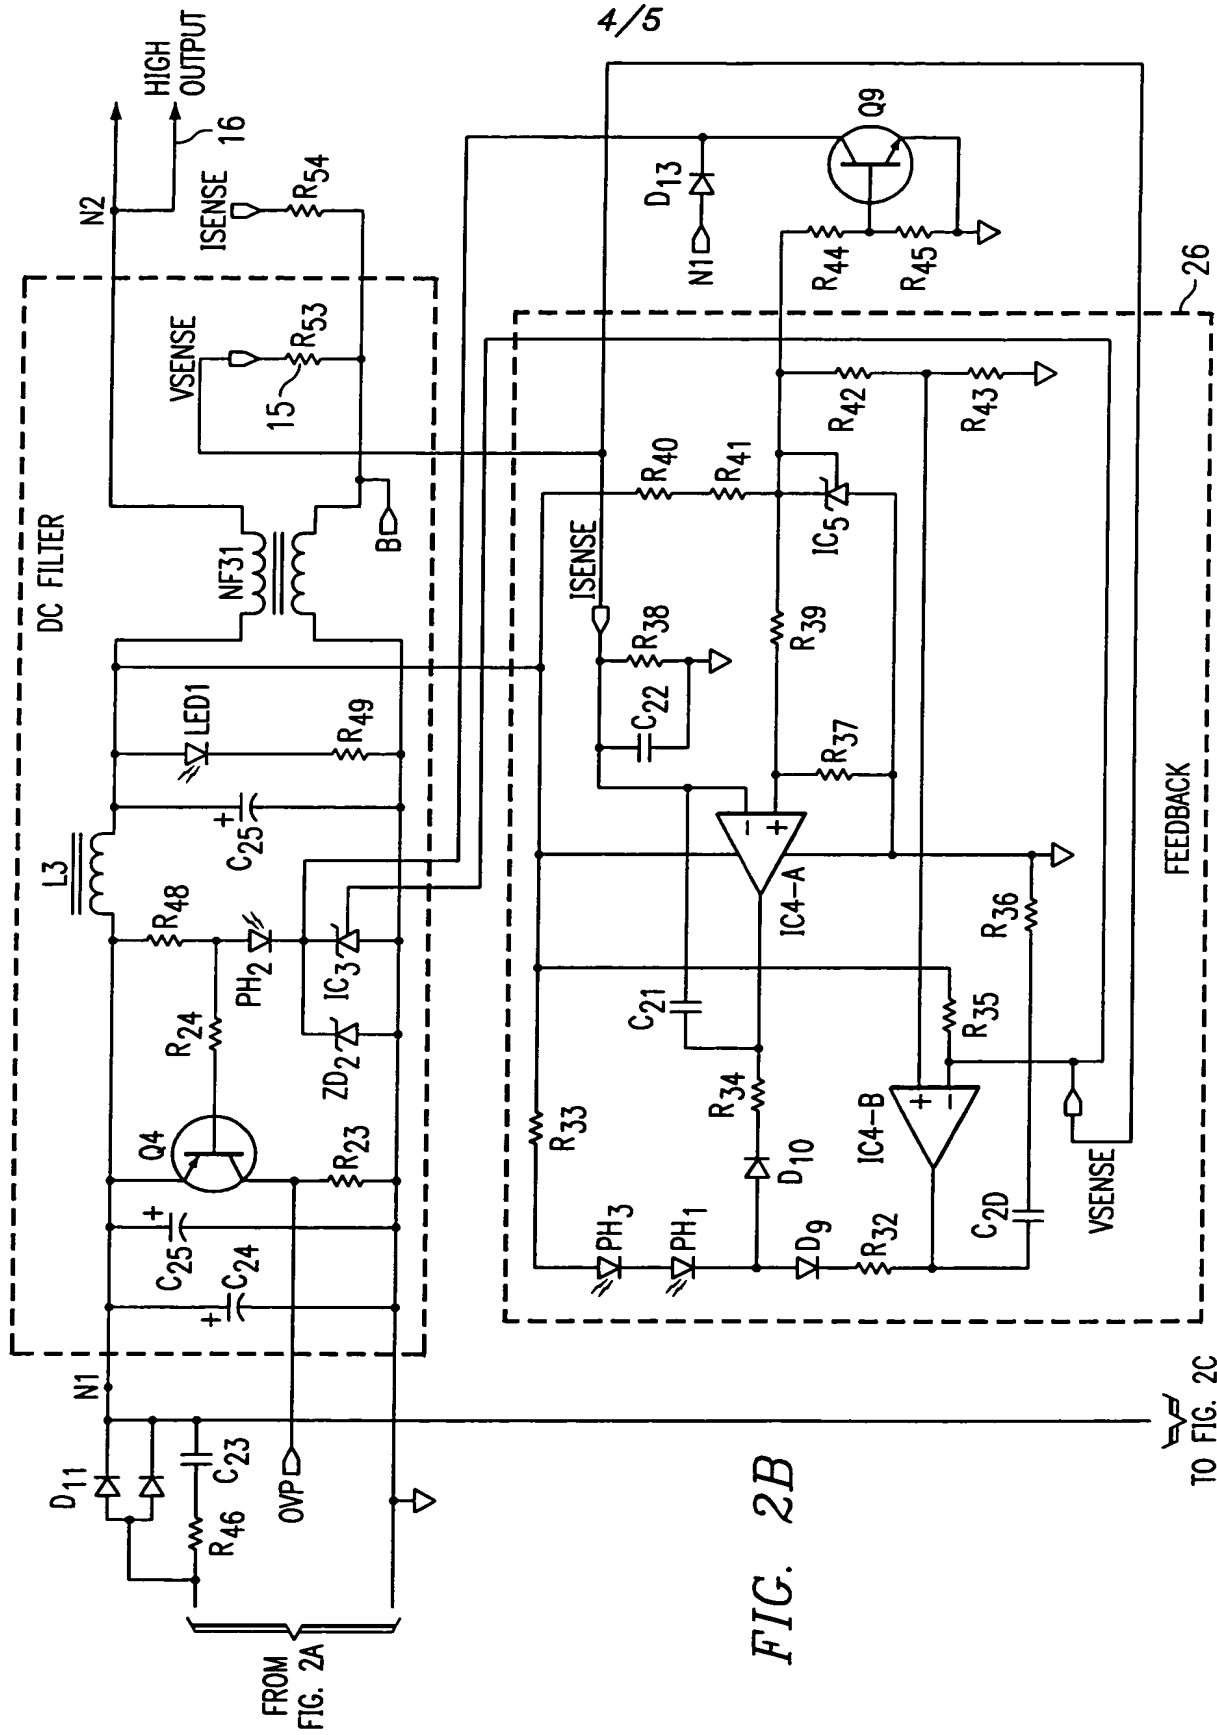 4/5
HIGH
OUTPUT
16
N2
ISENSE
R54
DC FILTER
VSENSE
15
R53
NF31
B
L3
LED1
R49
+
C25
R48
PH2
IC3
R24
ZD2
Q4
R23
+
C25
+
C24
N1
D11
C23
R46
OVP
FROM
FIG. 2A
Q9
D13
N1
R44
R45
26
R42
R43
R40
R41
IC5
ISENSE
R38
C22
R39
R37
FEEDBACK
- +
IC4-A
R36
C21
R35
R34
R33
+ -
IC4-B
D10
VSENSE
PH3
PH1
D9
R32
C2D
TO FIG. 2C
FIG. 2B